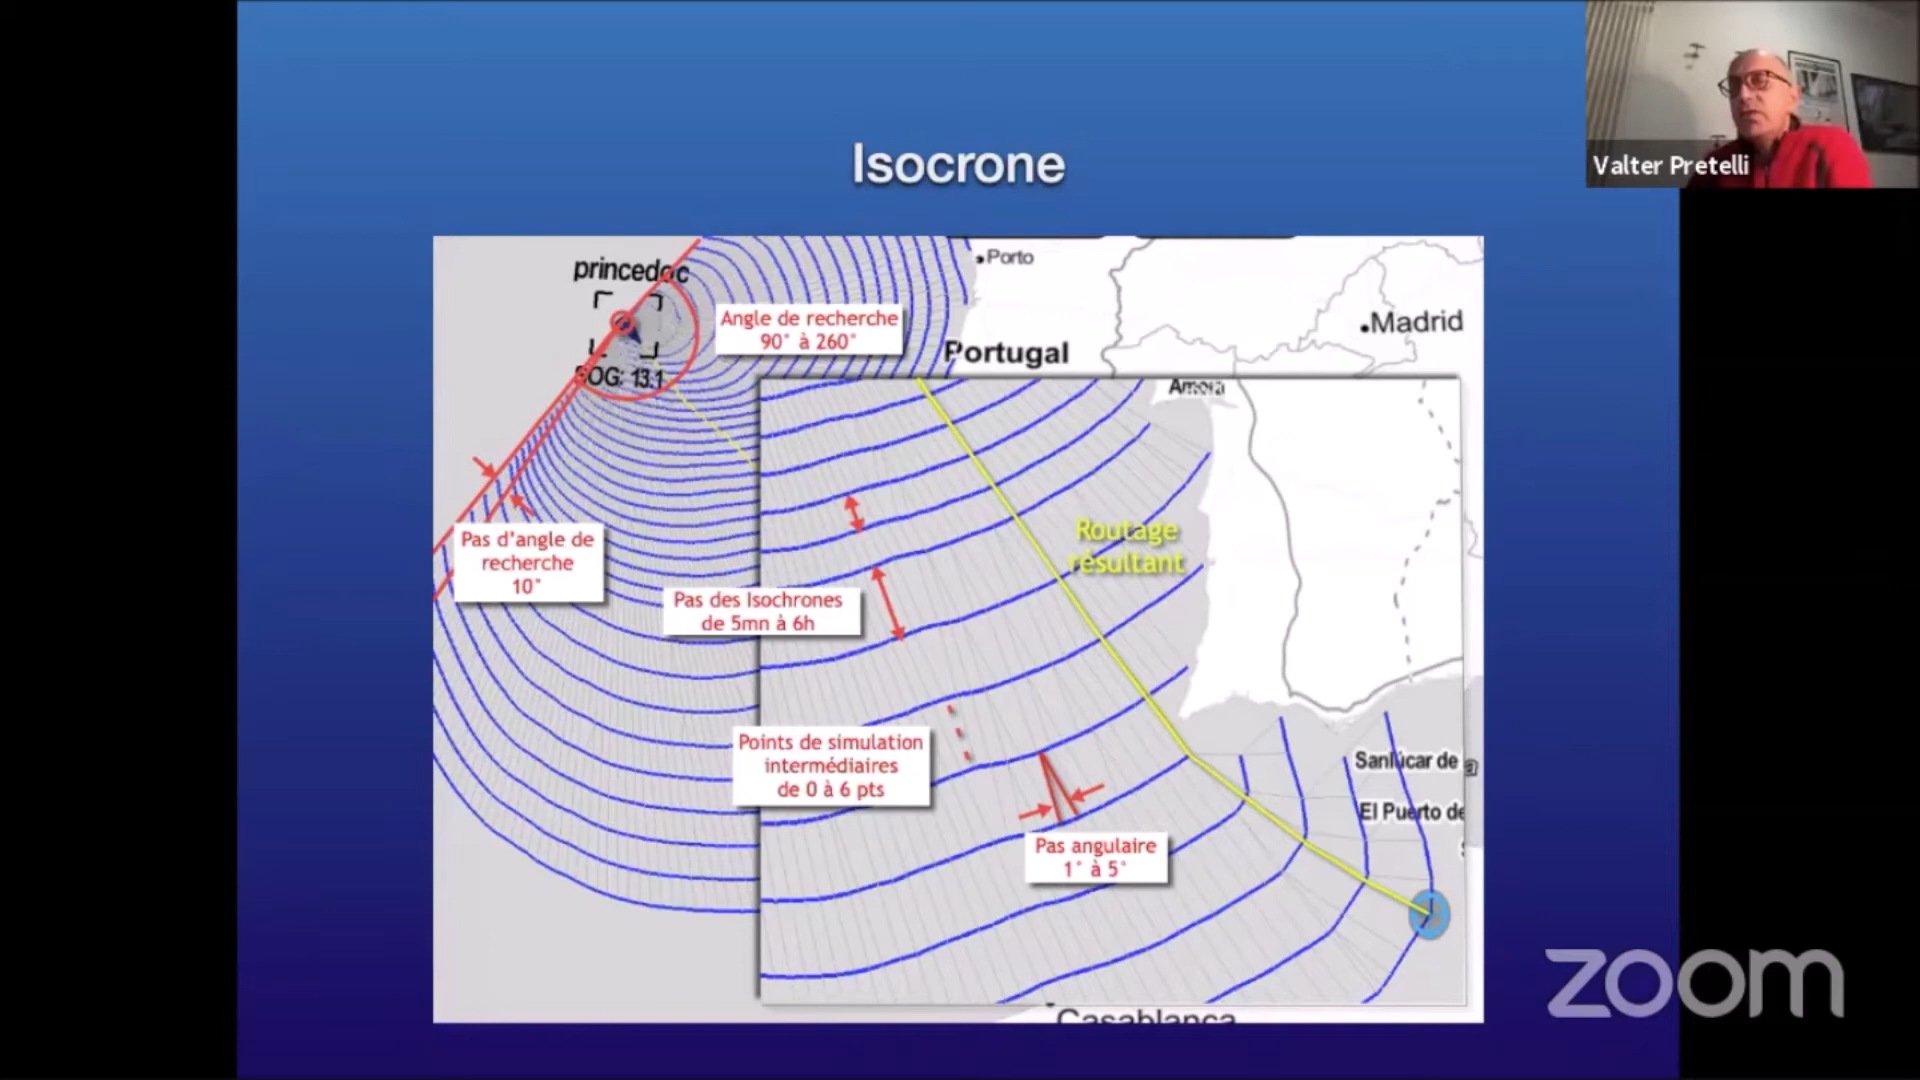 Isocrone
Valter Pretelli
princedoc
SOG: 13.1
Porto
Madrid
Portugal
Angle de recherche
90° à 260°
Pas d'angle de
recherche
10°
Routage
résultant
Pas des Isochrones
de 5mn à 6h
Points de simulation
intermédiaires
de 0 à 6 pts
Pas angulaire
1° à 5°
Sanlúcar de
El Puerto de
Casablanca
zoom